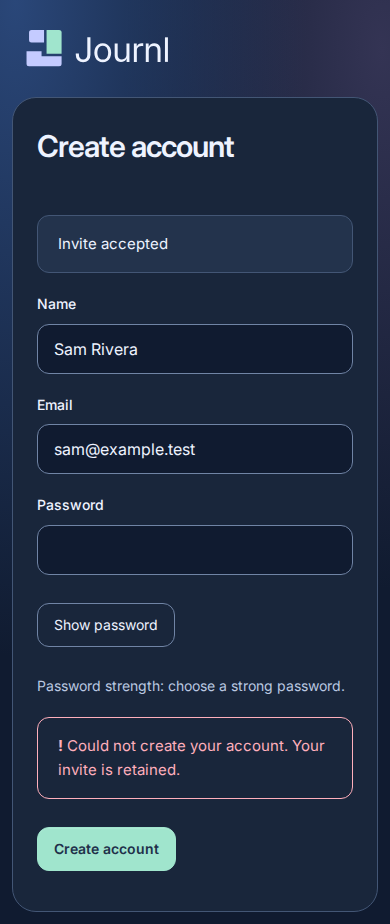 Journl
Create account
Invite accepted
Name
Sam Rivera
Email
sam@example.test
Password
Show password
Password strength: choose a strong password.
! Could not create your account. Your
invite is retained.
Create account